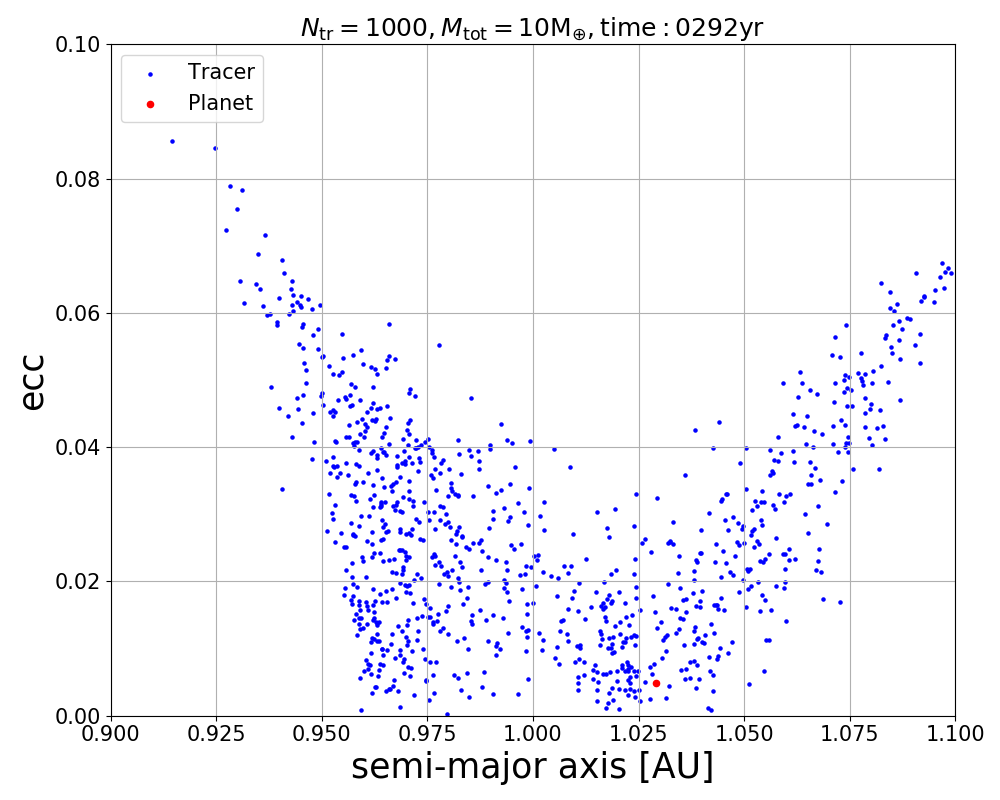 N_tr = 1000, M_tot = 10M_⊕, time : 0292yr
0.10
Tracer
Planet
0.08
0.06
ecc
0.04
0.02
0.00
0.900 0.925 0.950 0.975 1.000 1.025 1.050 1.075 1.100
semi-major axis [AU]